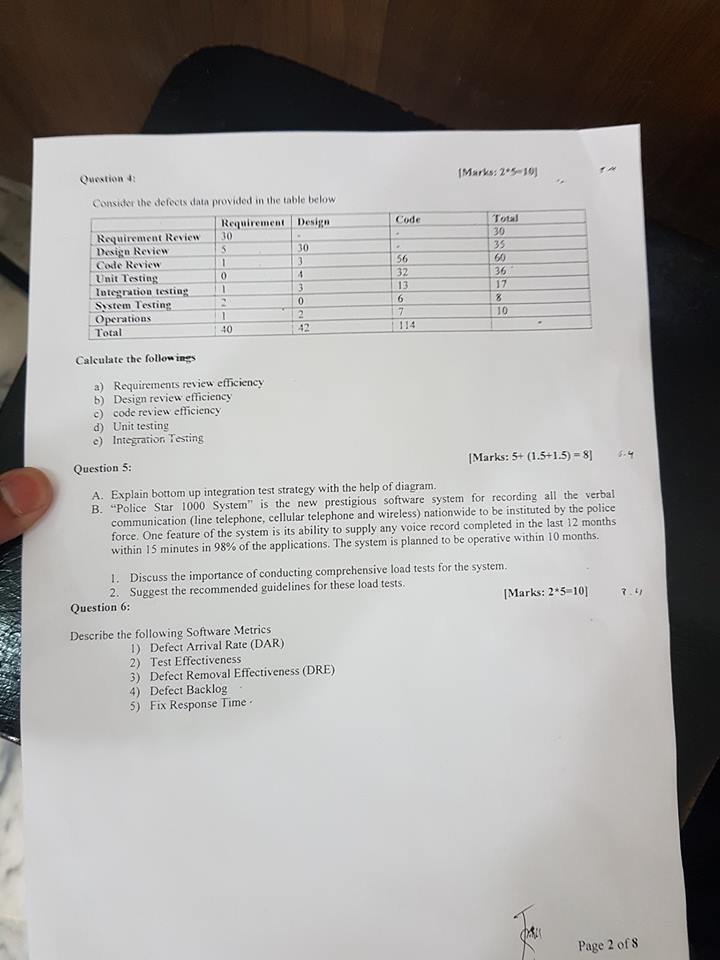 Question 4: [Marks: 2*5=10]
Consider the defects data provided in the table below
Requirement Design Code Total
Requirement Review 30 - - 30
Design Review 5 30 - 35
Code Review 1 3 56 60
Unit Testing 0 4 32 36
Integration testing 1 3 13 17
System Testing 2 0 6 8
Operations 1 2 7 10
Total 40 42 114 -
Calculate the followings
a) Requirements review efficiency
b) Design review efficiency
c) code review efficiency
d) Unit testing
e) Integration Testing
Question 5: [Marks: 5+ (1.5+1.5) = 8]
A. Explain bottom up integration test strategy with the help of diagram.
B. "Police Star 1000 System" is the new prestigious software system for recording all the verbal
communication (line telephone, cellular telephone and wireless) nationwide to be instituted by the police
force. One feature of the system is its ability to supply any voice record completed in the last 12 months
within 15 minutes in 98% of the applications. The system is planned to be operative within 10 months.
1. Discuss the importance of conducting comprehensive load tests for the system.
2. Suggest the recommended guidelines for these load tests.
Question 6: [Marks: 2*5=10]
Describe the following Software Metrics
1) Defect Arrival Rate (DAR)
2) Test Effectiveness
3) Defect Removal Effectiveness (DRE)
4) Defect Backlog
5) Fix Response Time
Page 2 of 8